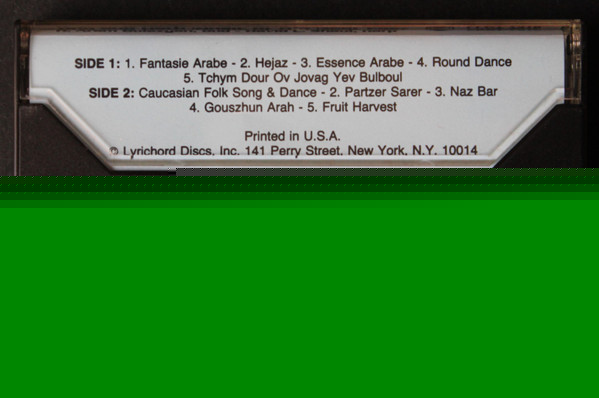 SIDE 1: 1. Fantasie Arabe - 2. Hejaz - 3. Essence Arabe - 4. Round Dance
5. Tchym Dour Ov Jovag Yev Bulboul
SIDE 2: Caucasian Folk Song & Dance - 2. Partzer Sarer - 3. Naz Bar
4. Gouszhun Arah - 5. Fruit Harvest
Printed in U.S.A.
℗ Lyrichord Discs, Inc. 141 Perry Street, New York, N.Y. 10014